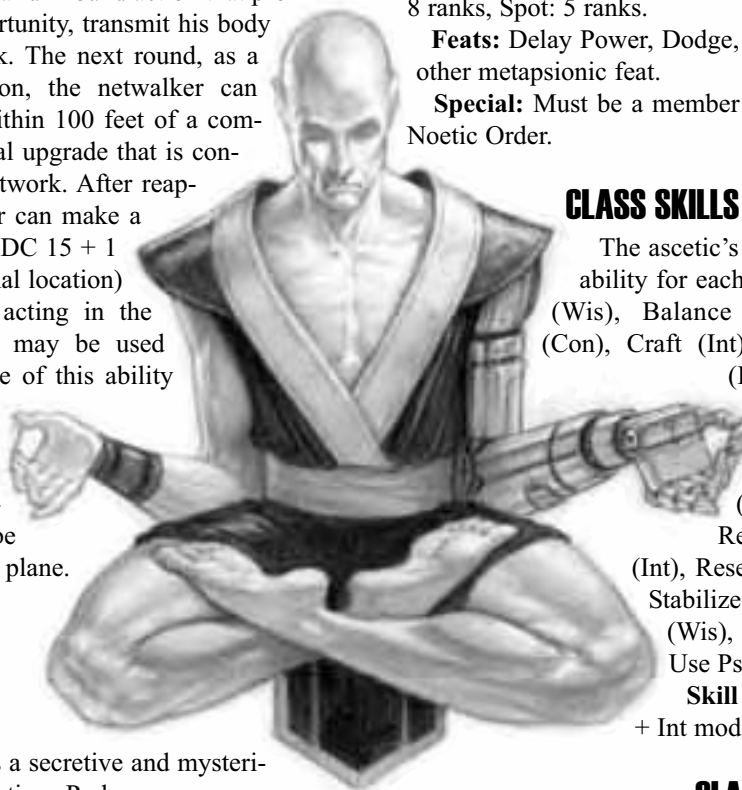 ortunity, transmit his body
k. The next round, as a
on, the netwalker can
ithin 100 feet of a com-
al upgrade that is con-
twork. After reap-
r can make a
DC 15 + 1
al location)
acting in the
may be used
e of this ability
be
plane.
s a secretive and mysteri-
8 ranks, Spot: 5 ranks.
Feats: Delay Power, Dodge,
other metapsionic feat.
Special: Must be a member
Noetic Order.
CLASS SKILLS
The ascetic's
ability for each
(Wis), Balance
(Con), Craft (Int)
(
Re
(Int), Rese
Stabilize
(Wis),
Use Ps
Skill
+ Int mod